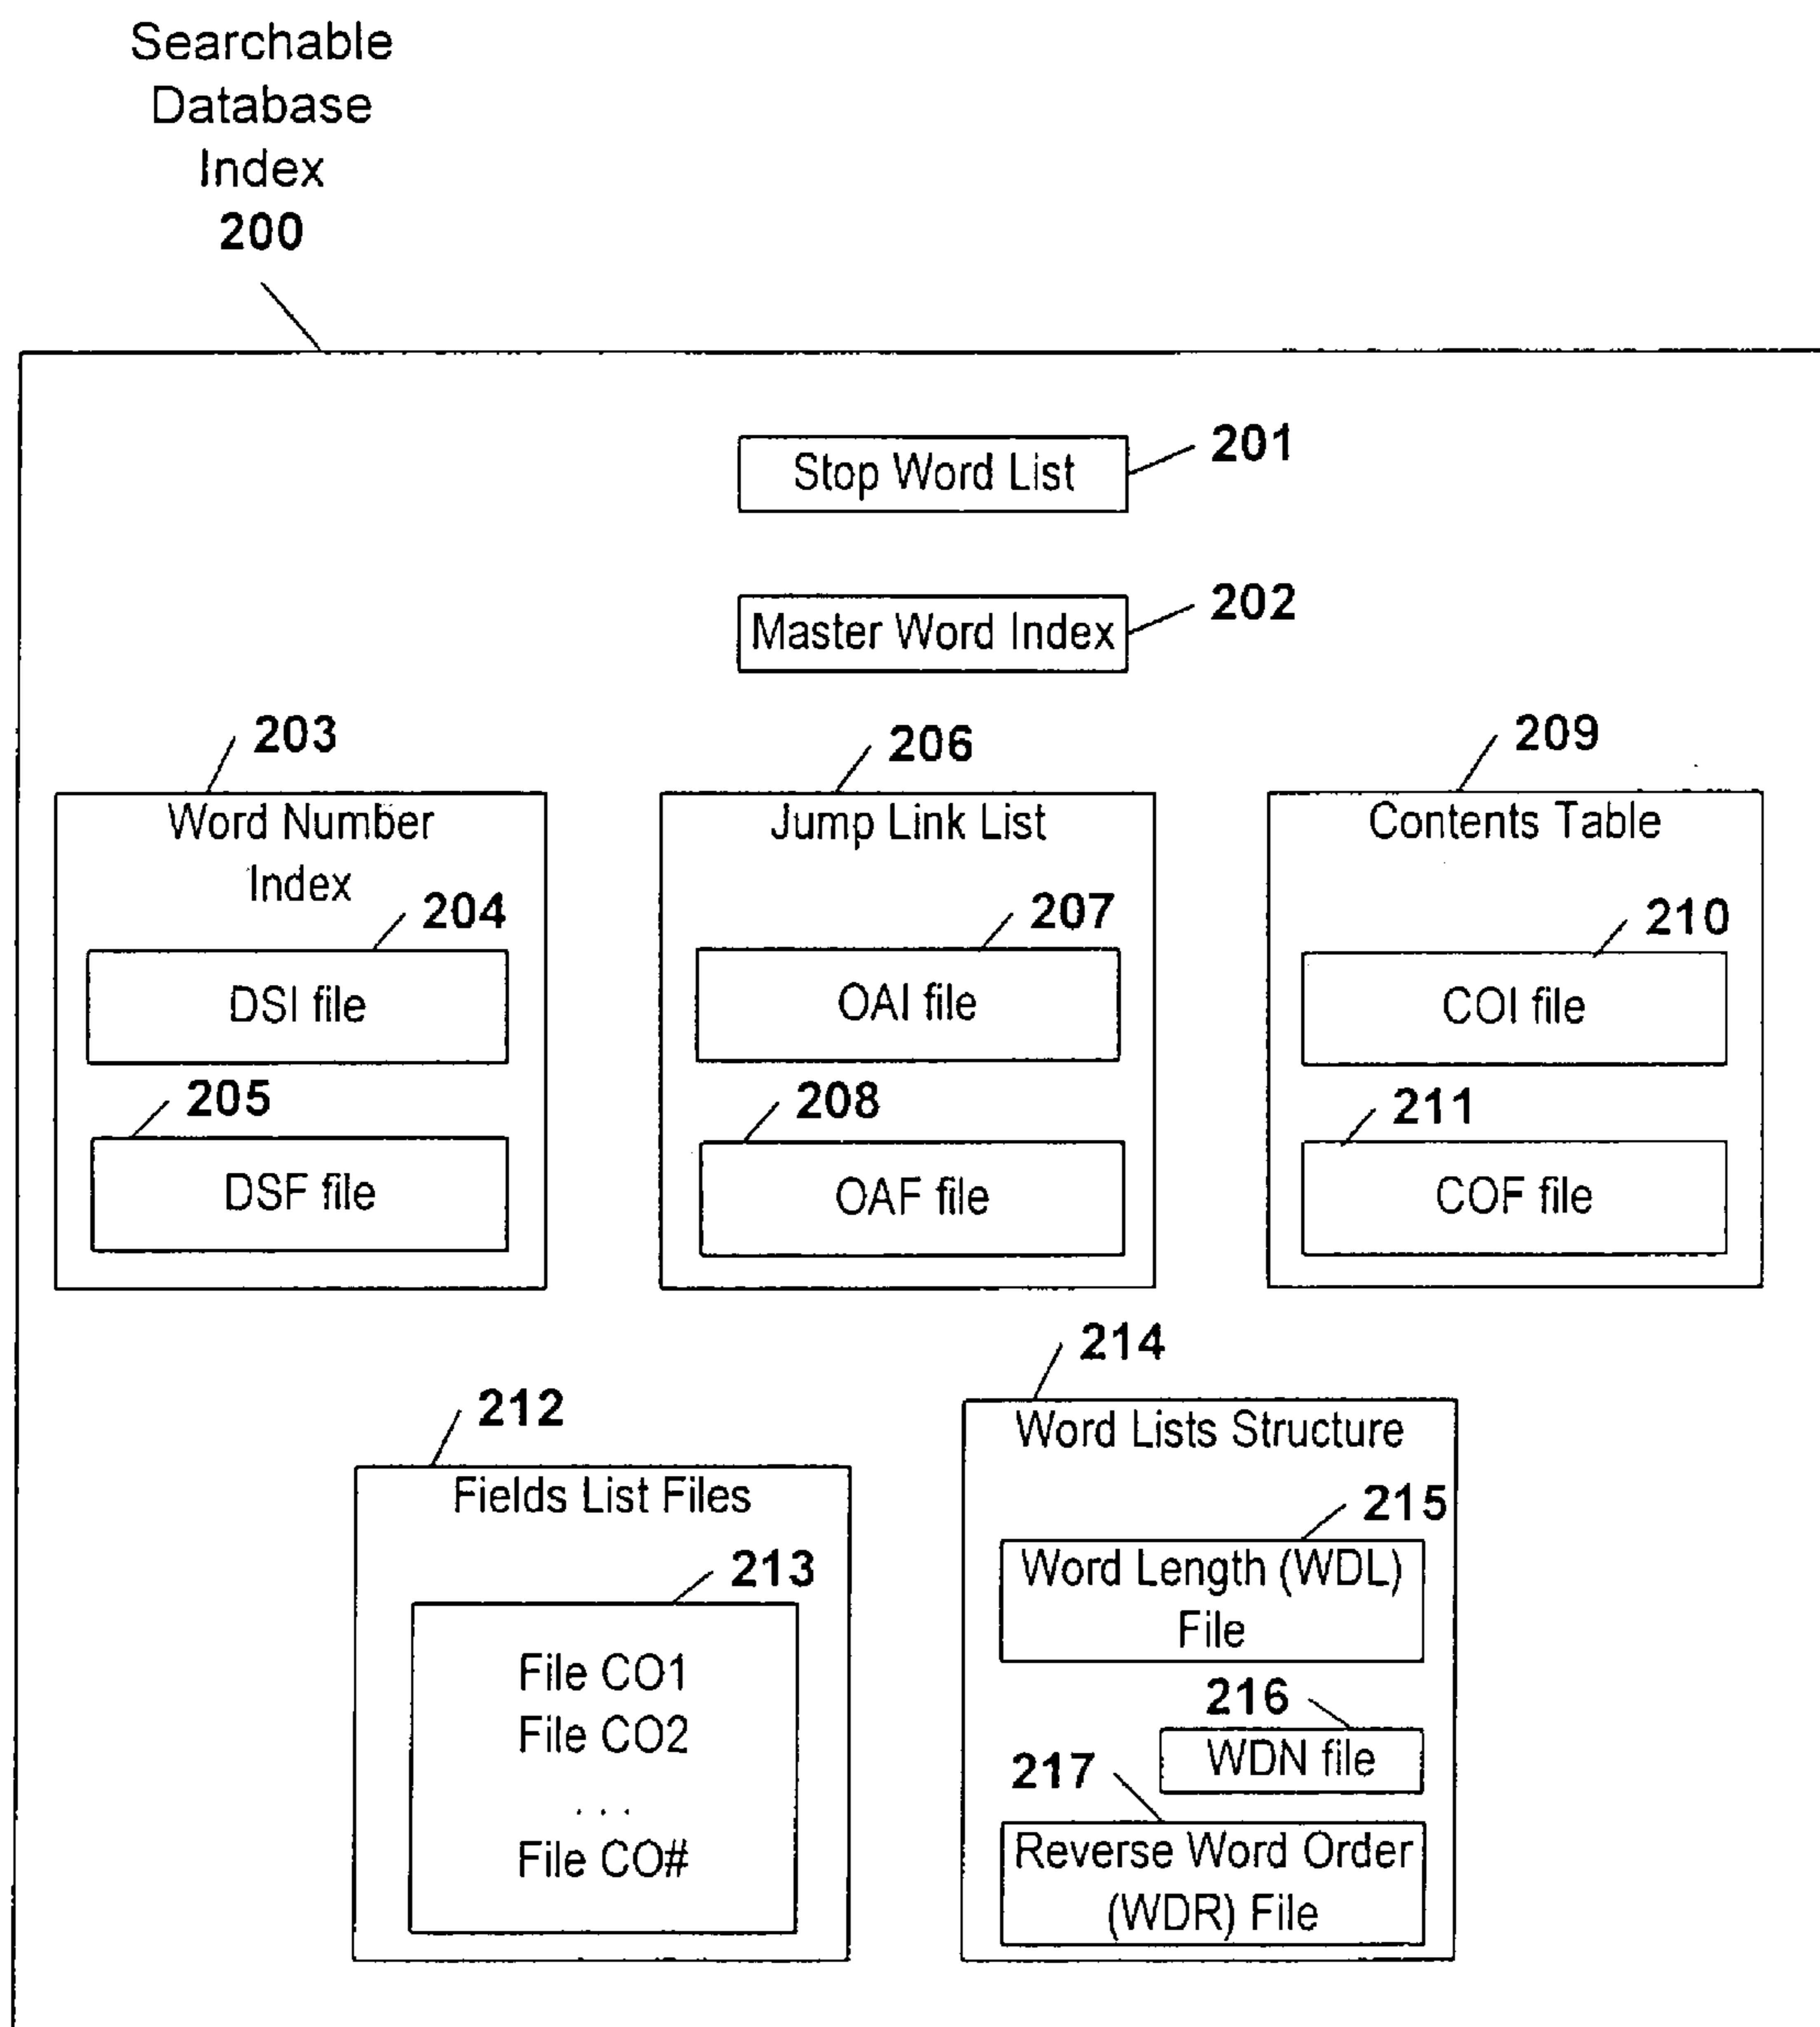 Searchable
Database
Index
200
201
Stop Word List
202
Master Word Index
203
Word Number
Index
204
DSI file
205
DSF file
206
Jump Link List
207
OAI file
208
OAF file
209
Contents Table
210
COI file
211
COF file
212
Fields List Files
213
File CO1
File CO2
. . .
File CO#
214
Word Lists Structure
215
Word Length (WDL)
File
216
WDN file
217
Reverse Word Order
(WDR) File